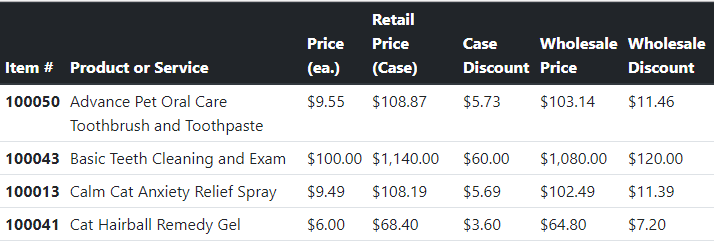 Item # Product or Service Price (ea.) Retail Price (Case) Case Discount Wholesale Price Wholesale Discount
100050 Advance Pet Oral Care Toothbrush and Toothpaste $9.55 $108.87 $5.73 $103.14 $11.46
100043 Basic Teeth Cleaning and Exam $100.00 $1,140.00 $60.00 $1,080.00 $120.00
100013 Calm Cat Anxiety Relief Spray $9.49 $108.19 $5.69 $102.49 $11.39
100041 Cat Hairball Remedy Gel $6.00 $68.40 $3.60 $64.80 $7.20